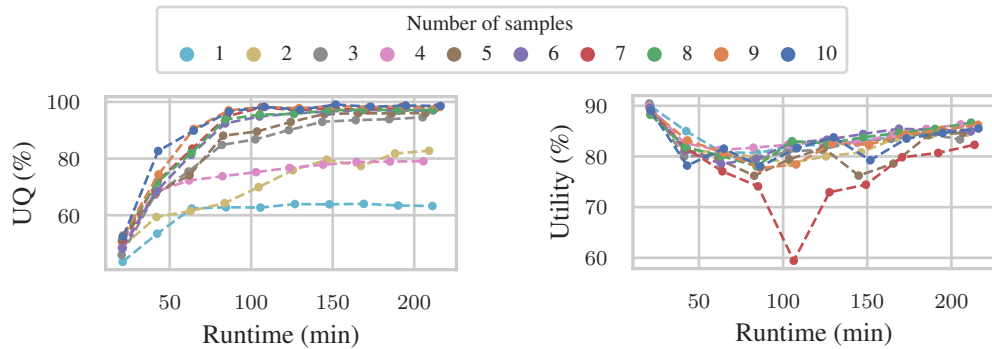 Number of samples
1 2 3 4 5 6 7 8 9 10
UQ (%)
100
80
60
50 100 150 200
Runtime (min)
Utility (%)
90
80
70
60
50 100 150 200
Runtime (min)